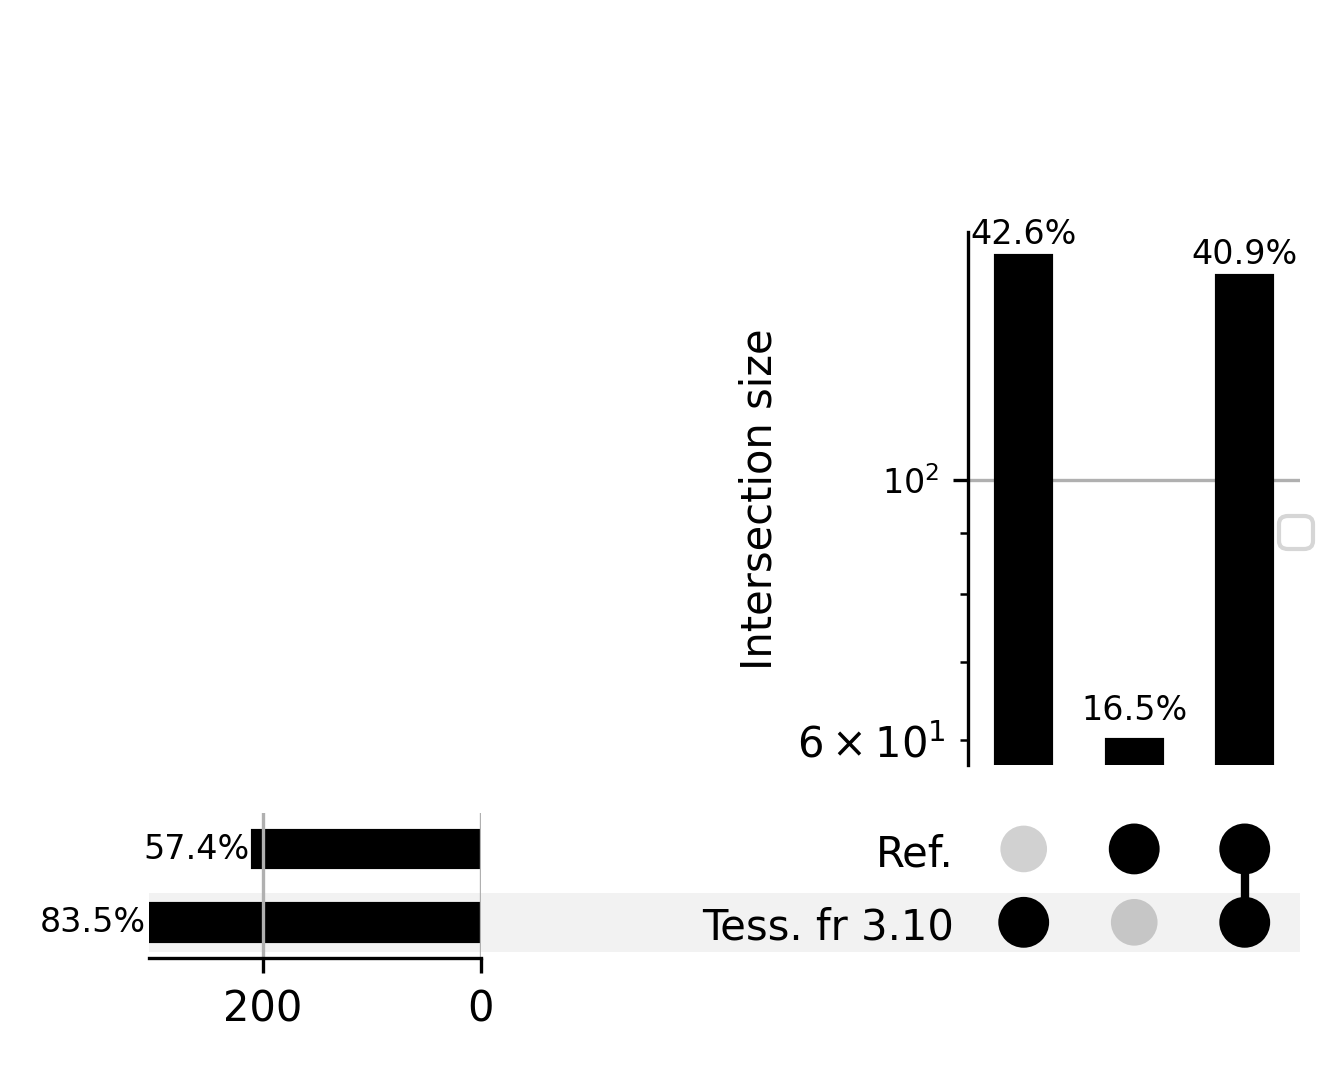 42.6%
40.9%
Intersection size
10²
16.5%
6 × 10¹
57.4%
Ref.
83.5%
Tess. fr 3.10
200
0